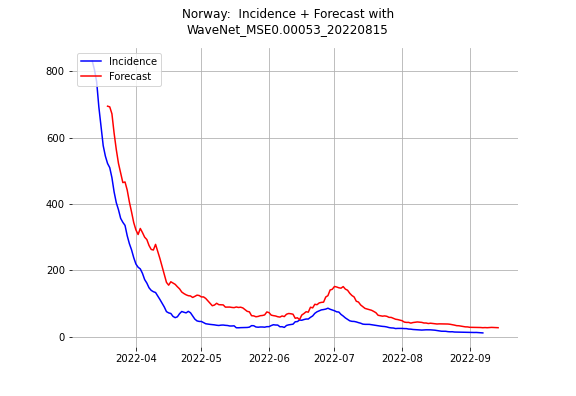 Norway:  Incidence + Forecast with
WaveNet_MSE0.00053_20220815
Incidence
Forecast
800
600
400
200
0
2022-04
2022-05
2022-06
2022-07
2022-08
2022-09